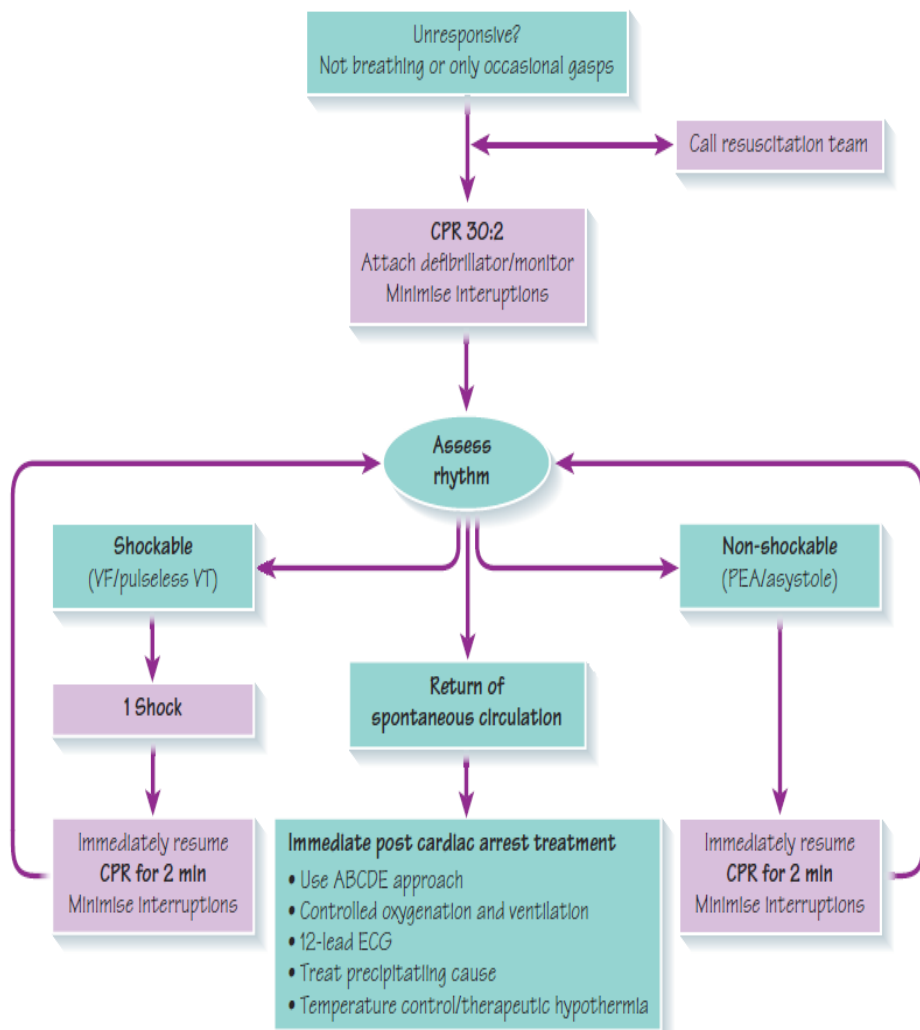 Unresponsive?
Not breathing or only occasional gasps
Call resuscitation team
CPR 30:2
Attach defibrillator/monitor
Minimise interuptions
Assess
rhythm
Shockable
(VF/pulseless VT)
Non-shockable
(PEA/asystole)
1 Shock
Return of
spontaneous circulation
Immediately resume
CPR for 2 min
Minimise interruptions
Immediate post cardiac arrest treatment
• Use ABCDE approach
• Controlled oxygenation and ventilation
• 12-lead ECG
• Treat precipitatiing cause
• Temperature control/therapeutic hypothermia
Immediately resume
CPR for 2 min
Minimise interruptions